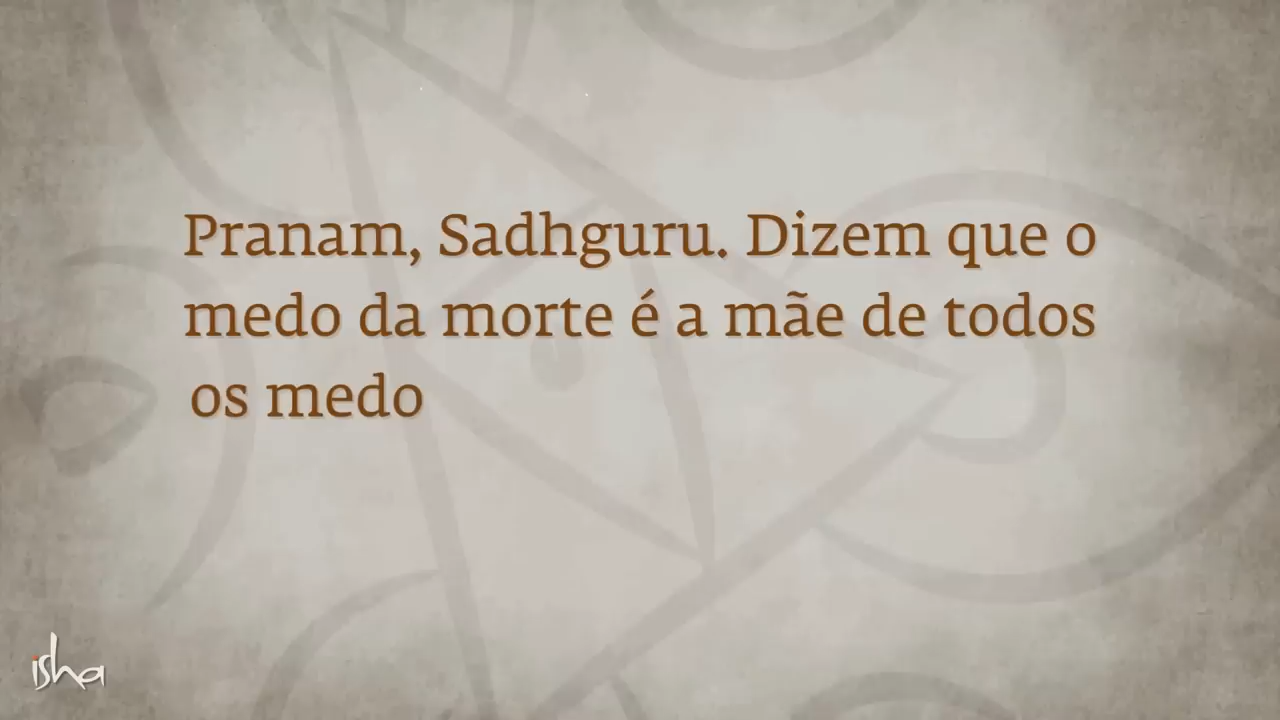 Pranam, Sadhguru. Dizem que o
medo da morte é a mãe de todos
os medo
isha